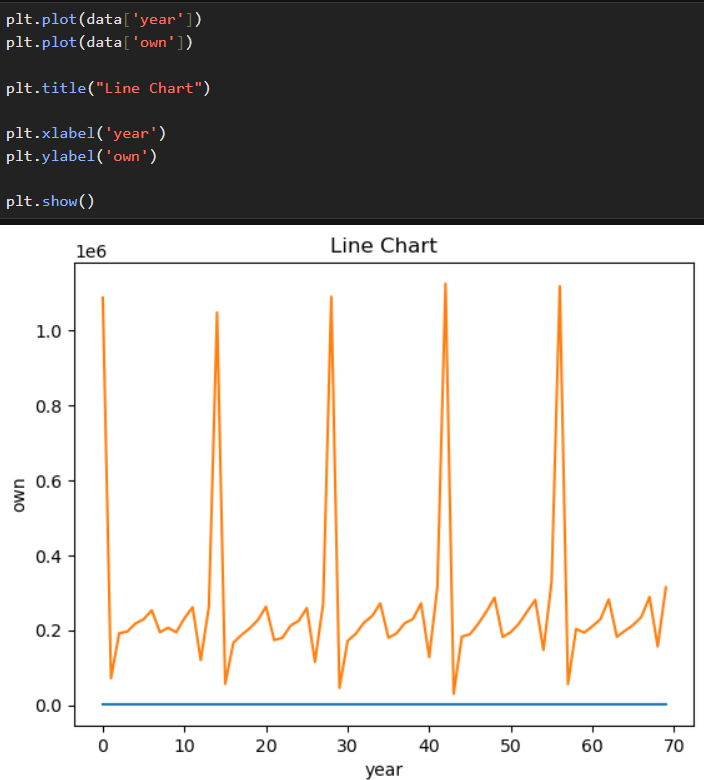 plt.plot(data['year'])
plt.plot(data['own'])
plt.title("Line Chart")
plt.xlabel('year')
plt.ylabel('own')
plt.show()
Line Chart
1e6
1.0
0.8
0.6
0.4
0.2
0.0
own
0 10 20 30 40 50 60 70
year